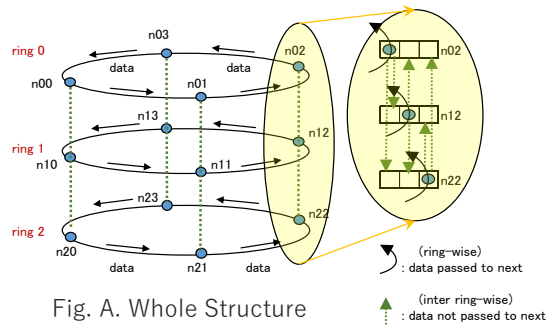 ring 0
n03
n02
n00
data
data
n01
ring 1
n13
n12
n10
n11
ring 2
n23
n22
n20
data
n21
data
n02
n12
n22
(ring-wise)
: data passed to next
(inter ring-wise)
: data not passed to next
Fig. A. Whole Structure